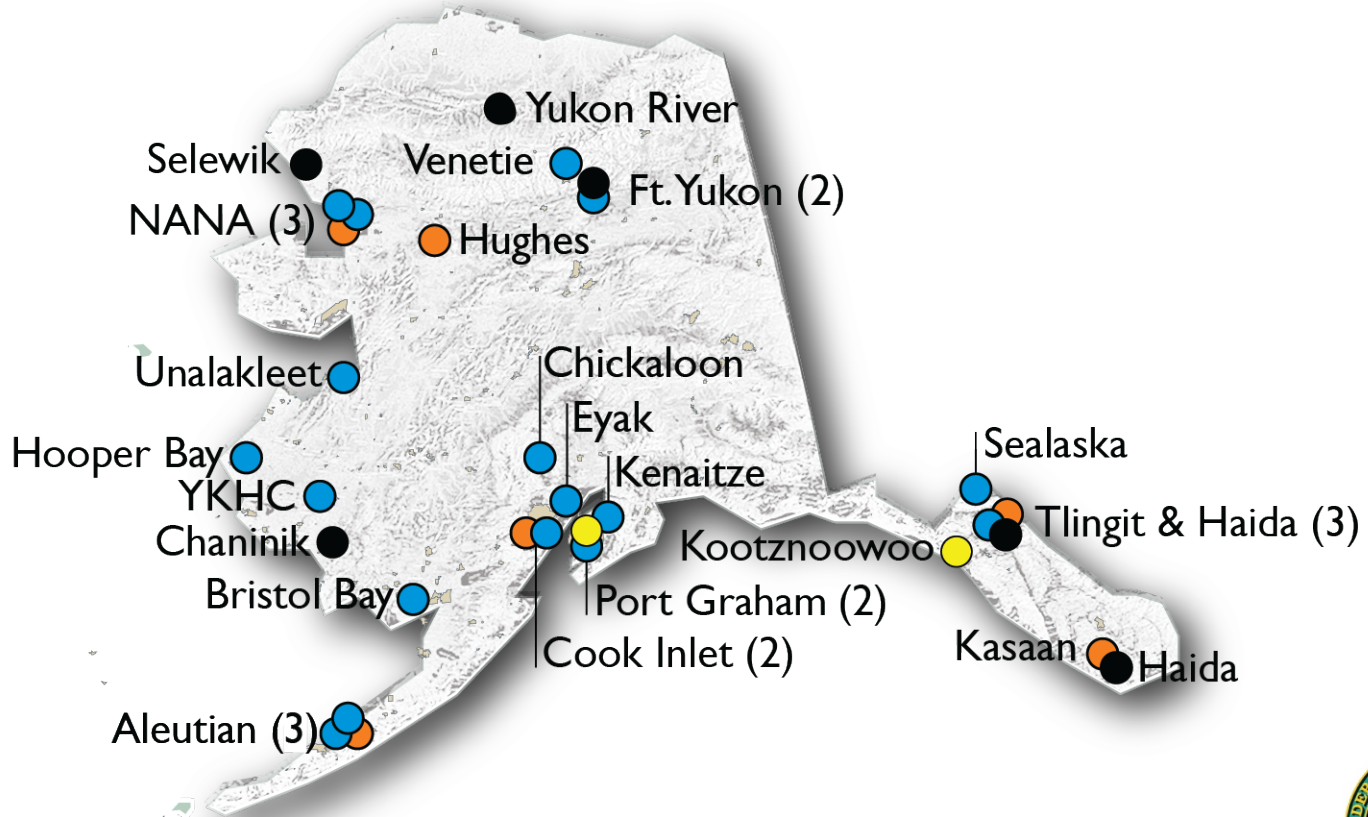 Yukon River
Selewik
Venetie
Ft. Yukon (2)
NANA (3)
Hughes
Unalakleet
Chickaloon
Eyak
Sealaska
Hooper Bay
Kenaitze
YKHC
Tlingit & Haida (3)
Chaninik
Kootznoowoo
Bristol Bay
Port Graham (2)
Cook Inlet (2)
Kasaan
Haida
Aleutian (3)